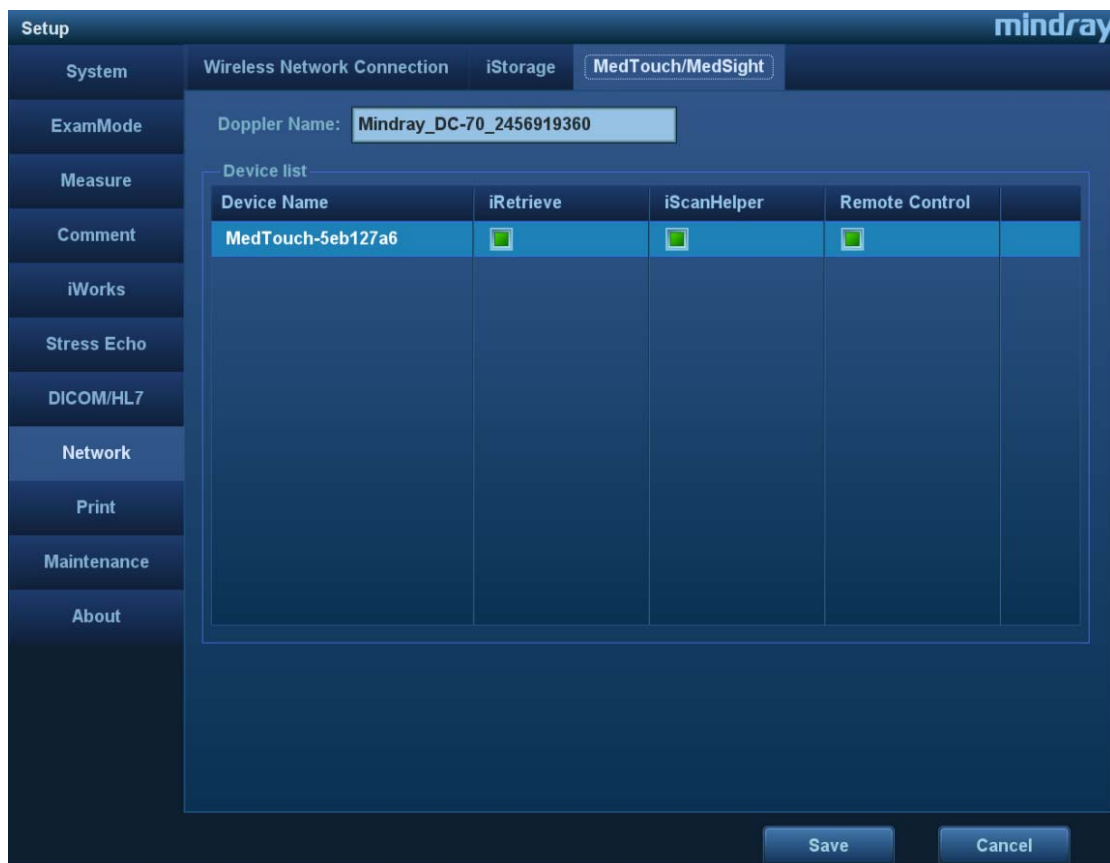 Setup
mindray
System
ExamMode
Measure
Comment
iWorks
Stress Echo
DICOM/HL7
Network
Print
Maintenance
About
Wireless Network Connection iStorage MedTouch/MedSight
Doppler Name: Mindray_DC-70_2456919360
Device list
Device Name iRetrieve iScanHelper Remote Control
MedTouch-5eb127a6
Save Cancel